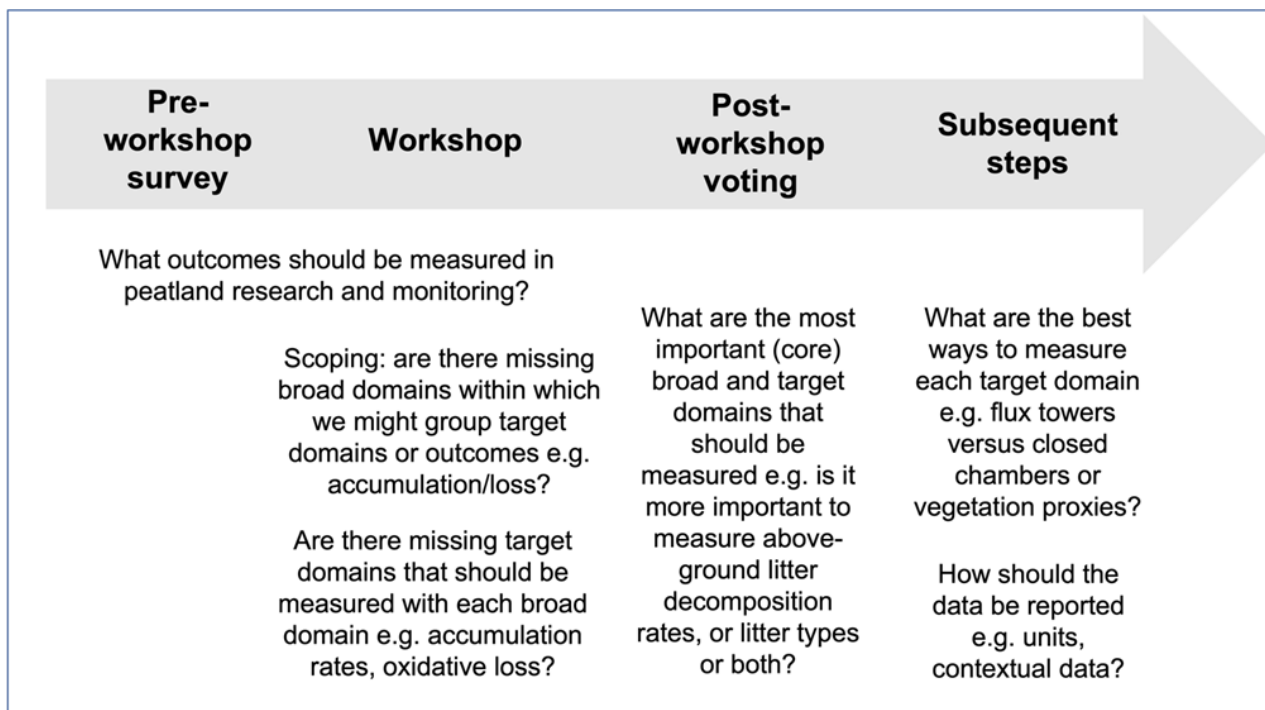 Pre-
workshop
survey
Workshop
Post-
workshop
voting
Subsequent
steps
What outcomes should be measured in
peatland research and monitoring?
Scoping: are there missing
broad domains within which
we might group target
domains or outcomes e.g.
accumulation/loss?
Are there missing target
domains that should be
measured with each broad
domain e.g. accumulation
rates, oxidative loss?
What are the most
important (core)
broad and target
domains that
should be
measured e.g. is it
more important to
measure above-
ground litter
decomposition
rates, or litter types
or both?
What are the best
ways to measure
each target domain
e.g. flux towers
versus closed
chambers or
vegetation proxies?
How should the
data be reported
e.g. units,
contextual data?